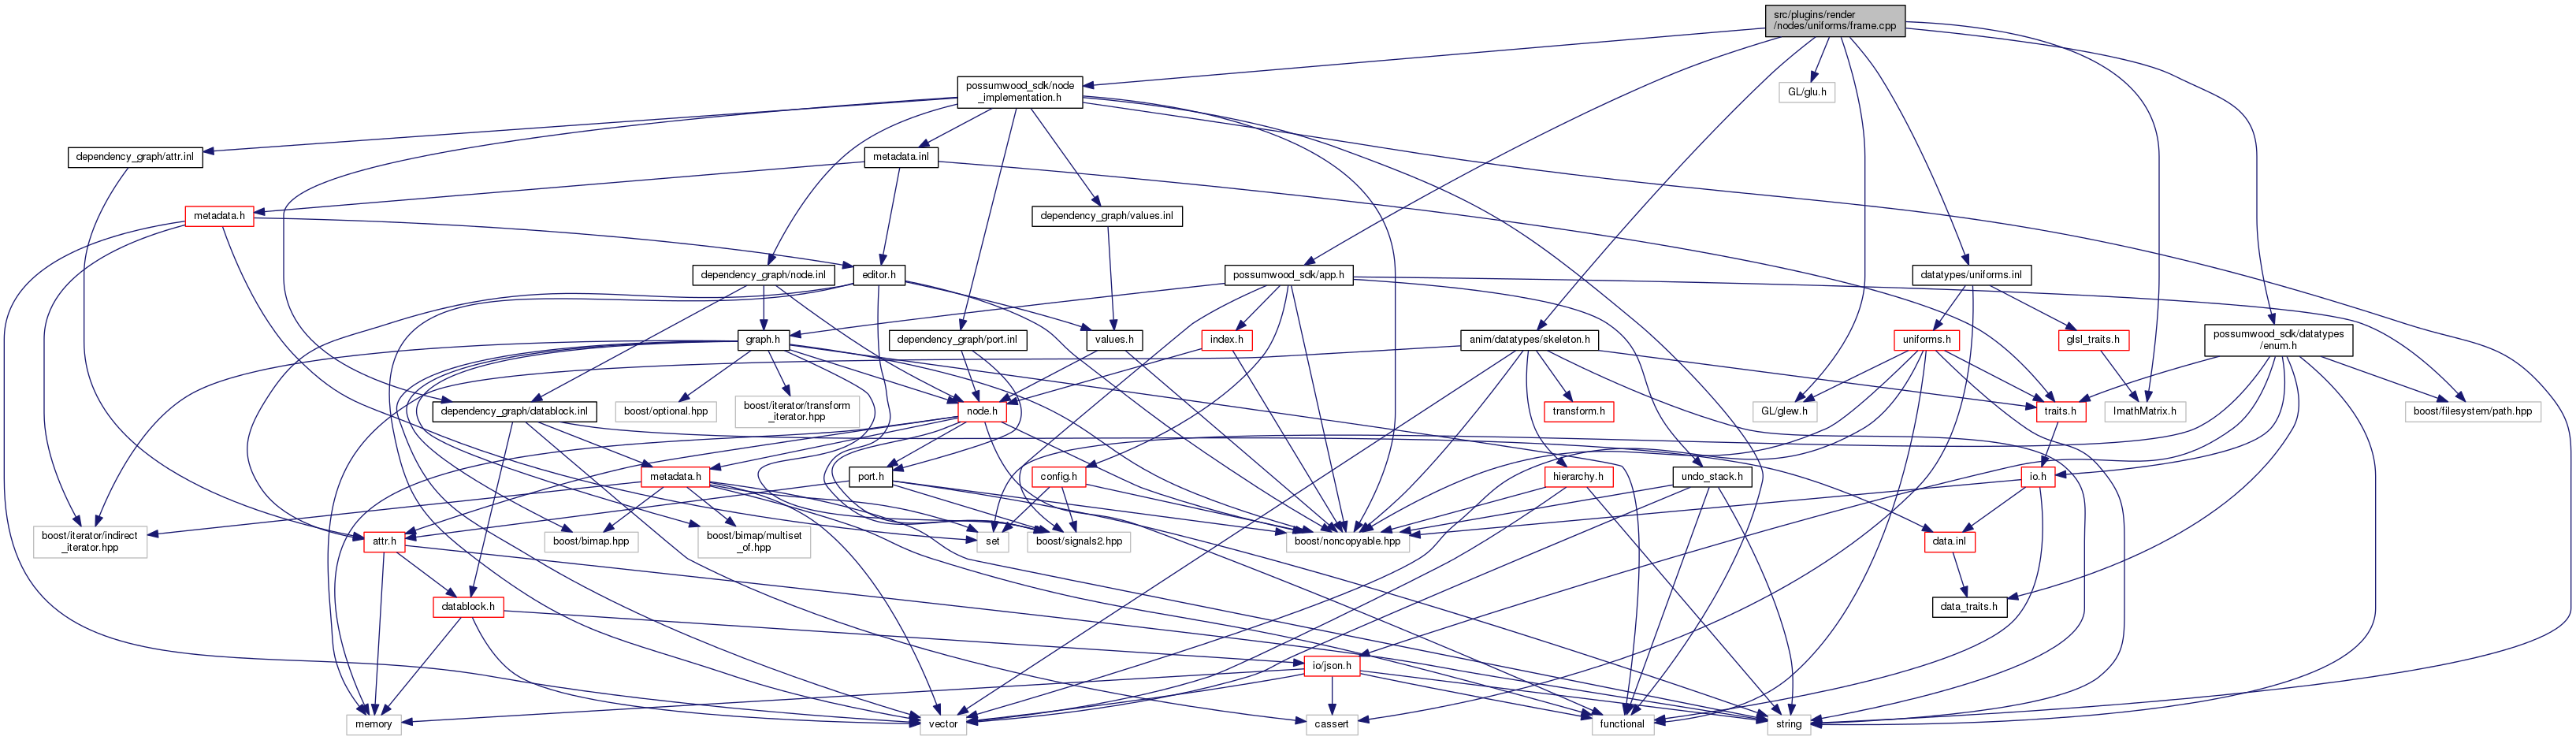 src/plugins/render
/nodes/uniforms/frame.cpp
possumwood_sdk/node
_implementation.h
GL/glu.h
dependency_graph/attr.inl
metadata.inl
metadata.h
dependency_graph/values.inl
dependency_graph/node.inl
editor.h
possumwood_sdk/app.h
datatypes/uniforms.inl
graph.h
dependency_graph/port.inl
values.h
index.h
anim/datatypes/skeleton.h
uniforms.h
glsl_traits.h
possumwood_sdk/datatypes
/enum.h
dependency_graph/datablock.inl
boost/optional.hpp
boost/iterator/transform
_iterator.hpp
node.h
transform.h
GL/glew.h
traits.h
ImathMatrix.h
boost/filesystem/path.hpp
metadata.h
port.h
config.h
hierarchy.h
undo_stack.h
io.h
boost/iterator/indirect
_iterator.hpp
attr.h
boost/bimap.hpp
boost/bimap/multiset
_of.hpp
set
boost/signals2.hpp
boost/noncopyable.hpp
data.inl
datablock.h
data_traits.h
io/json.h
memory
vector
cassert
functional
string